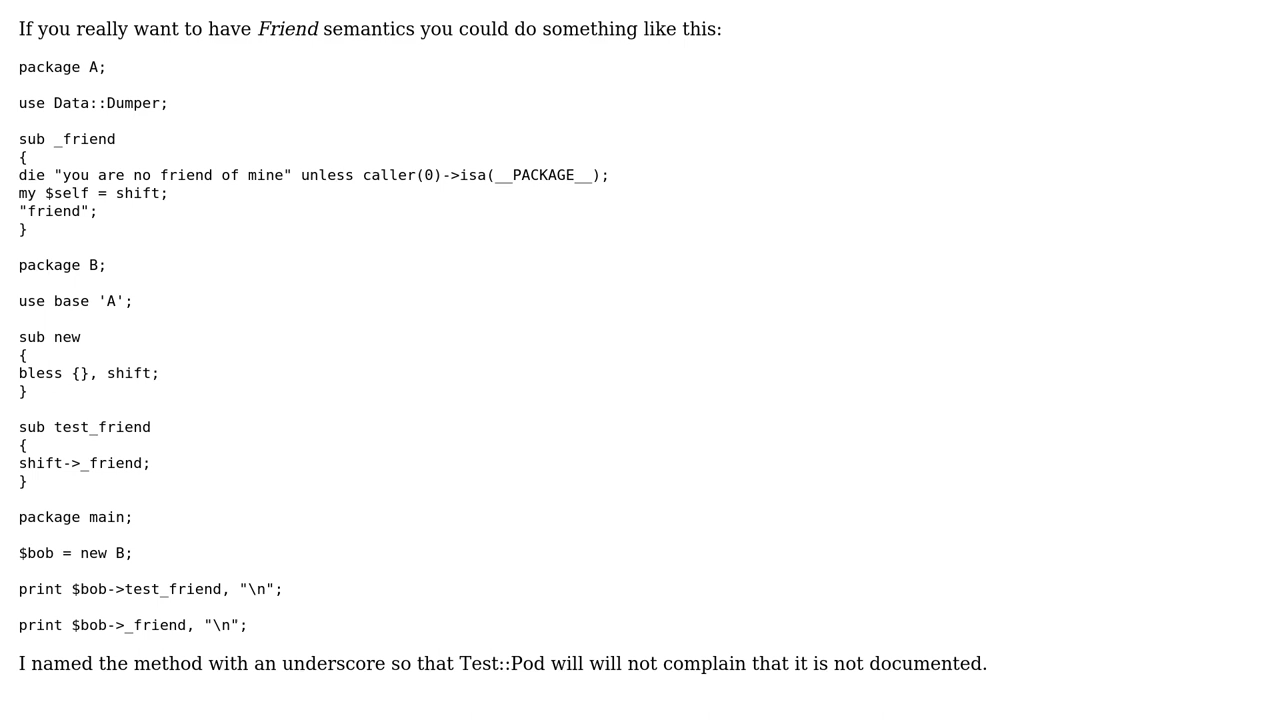 If you really want to have Friend semantics you could do something like this:
package A;
use Data::Dumper;
sub _friend
{
die "you are no friend of mine" unless caller(0)->isa(__PACKAGE__);
my $self = shift;
"friend";
}
package B;
use base 'A';
sub new
{
bless {}, shift;
}
sub test_friend
{
shift->_friend;
}
package main;
$bob = new B;
print $bob->test_friend, "\n";
print $bob->_friend, "\n";
I named the method with an underscore so that Test::Pod will will not complain that it is not documented.